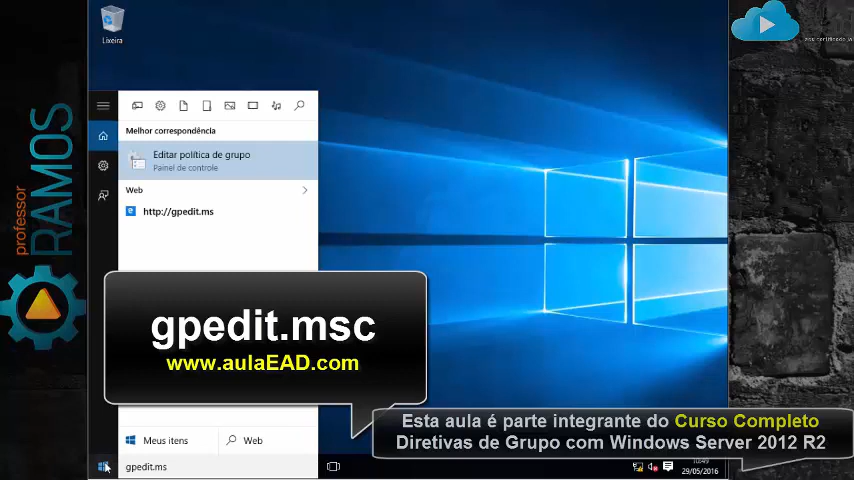 Lixeira
professor
RAMOS
Melhor correspondência
Editar política de grupo
Painel de controle
Web
http://gpedit.ms
gpedit.msc
www.aulaEAD.com
Esta aula é parte integrante do Curso Completo
Diretivas de Grupo com Windows Server 2012 R2
Meus itens
Web
gpedit.ms
10:49
29/05/2016